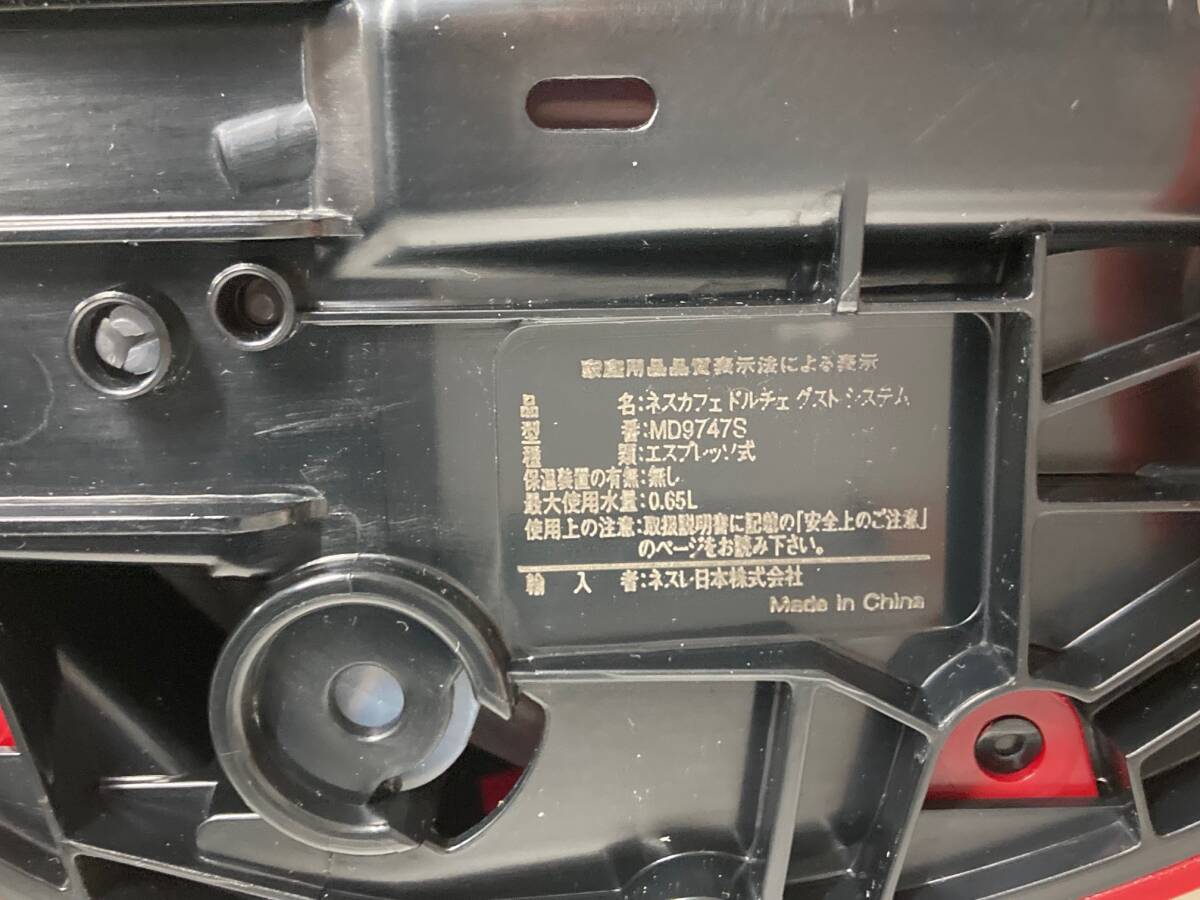 家庭用品品質表示法による表示
品名:ネスカフェ ドルチェ グスト システム
型番:MD9747S
種類:エスプレッソ式
保温装置の有無:無し
最大使用水量:0.65L
使用上の注意:取扱説明書に記載の「安全上のご注意」
のページをお読み下さい。
輸入者:ネスレ日本株式会社
Made in China